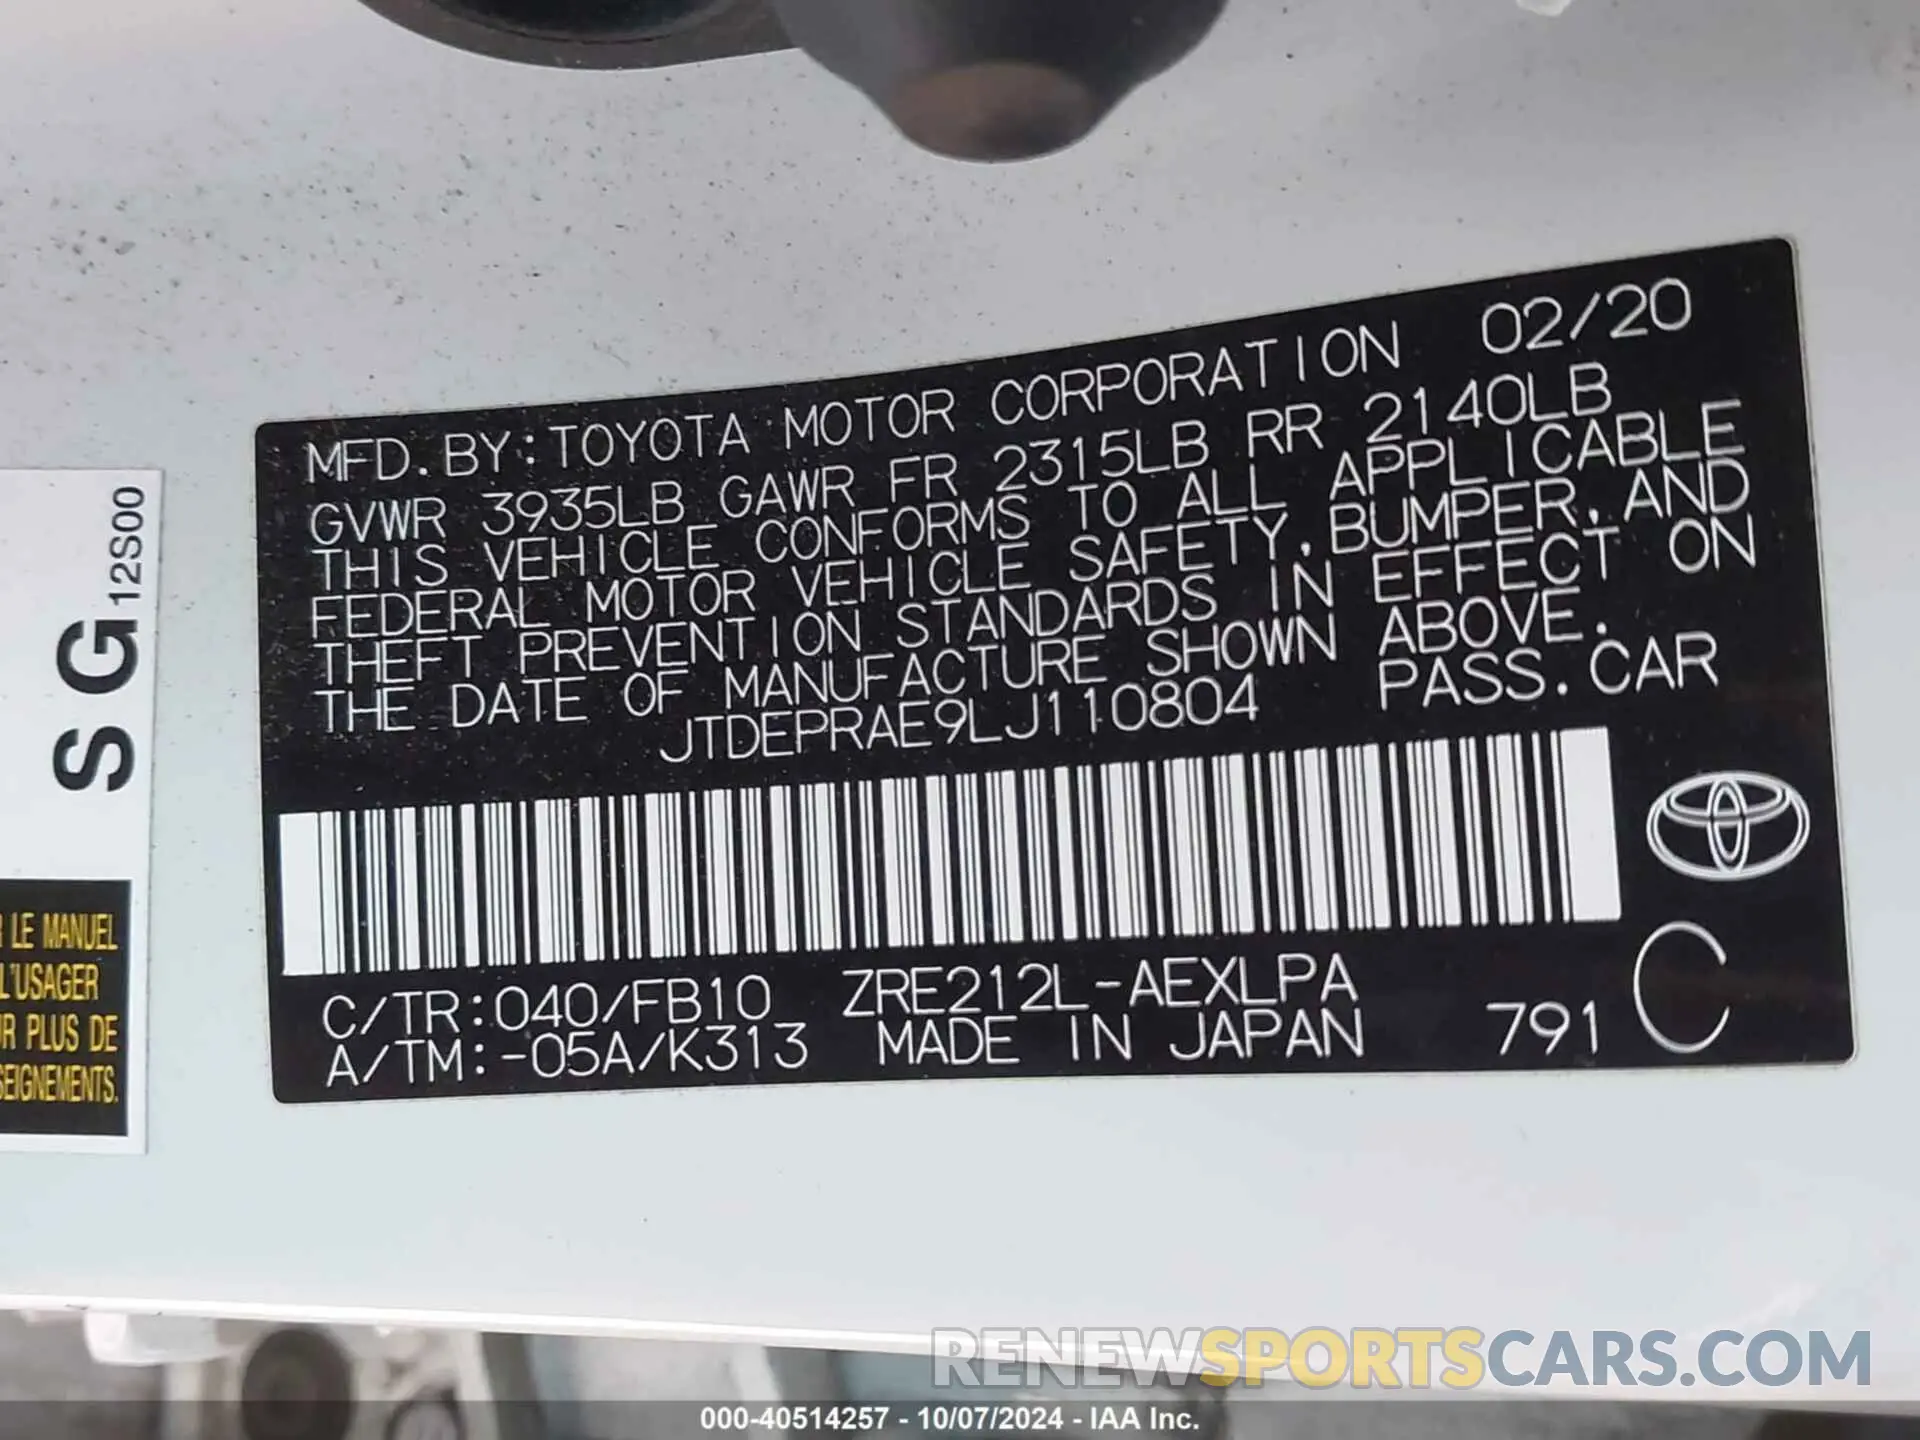 MFD. BY: TOYOTA MOTOR CORPORATION 02/20
GVWR 3935LB GAWR FR 2315LB RR 2140LB
THIS VEHICLE CONFORMS TO ALL APPLICABLE
FEDERAL MOTOR VEHICLE SAFETY, BUMPER, AND
THEFT PREVENTION STANDARDS IN EFFECT ON
THE DATE OF MANUFACTURE SHOWN ABOVE.
JTDEPRAE9LJ110804 PASS. CAR
C/TR:040/FB10 ZRE212L-AEXLPA
A/TM:-05A/K313 MADE IN JAPAN 791 C
S G 12S00
LE MANUEL
L'USAGER
R PLUS DE
SEIGNEMENTS.
RENEWSPORTSCARS.COM
000-40514257 - 10/07/2024 - IAA Inc.